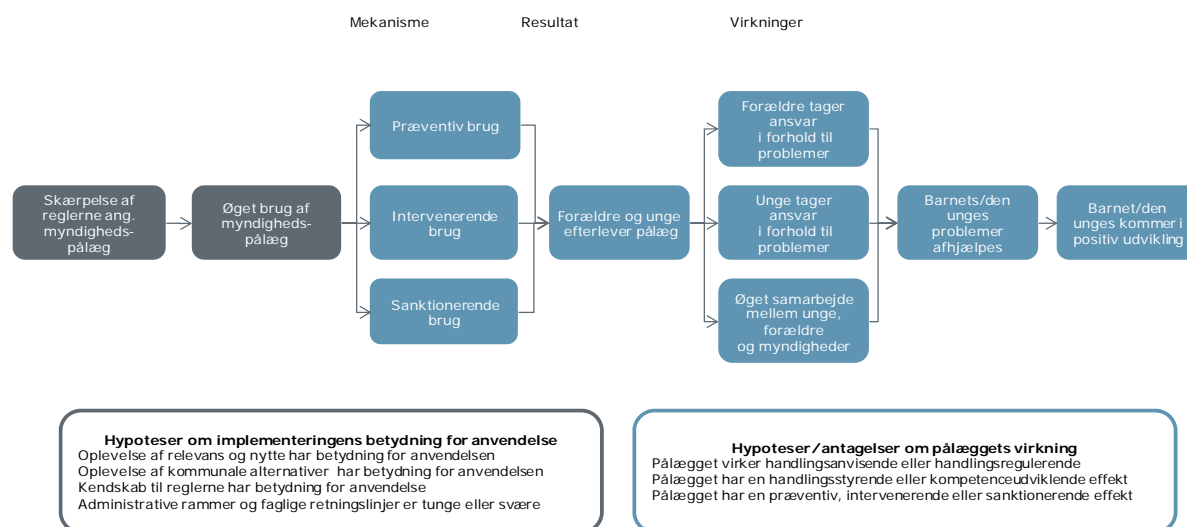 Mekanisme
Resultat
Virkninger
Skærpelse af
reglerne ang.
myndigheds-
pålæg
Øget brug af
myndigheds-
pålæg
Præventiv brug
Intervenerende
brug
Sanktionerende
brug
Forældre og unge
efterlever pålæg
Forældre tager
ansvar
i forhold til
problemer
Unge tager
ansvar
i forhold til
problemer
Øget samarbejde
mellem unge,
forældre
og myndigheder
Barnets/den
unges
problemer
afhjælpes
Barnet/den
unges kommer i
positiv udvikling
Hypoteser om implementeringens betydning for anvendelse
Oplevelse af relevans og nytte har betydning for anvendelsen
Oplevelse af kommunale alternativer har betydning for anvendelsen
Kendskab til reglerne har betydning for anvendelse
Administrative rammer og faglige retningslinjer er tunge eller svære
Hypoteser/antagelser om pålæggets virkning
Pålægget virker handlingsanvisende eller handlingsregulerende
Pålægget har en handlingsstyrende eller kompetenceudviklende effekt
Pålægget har en præventiv, intervenerende eller sanktionerende effekt